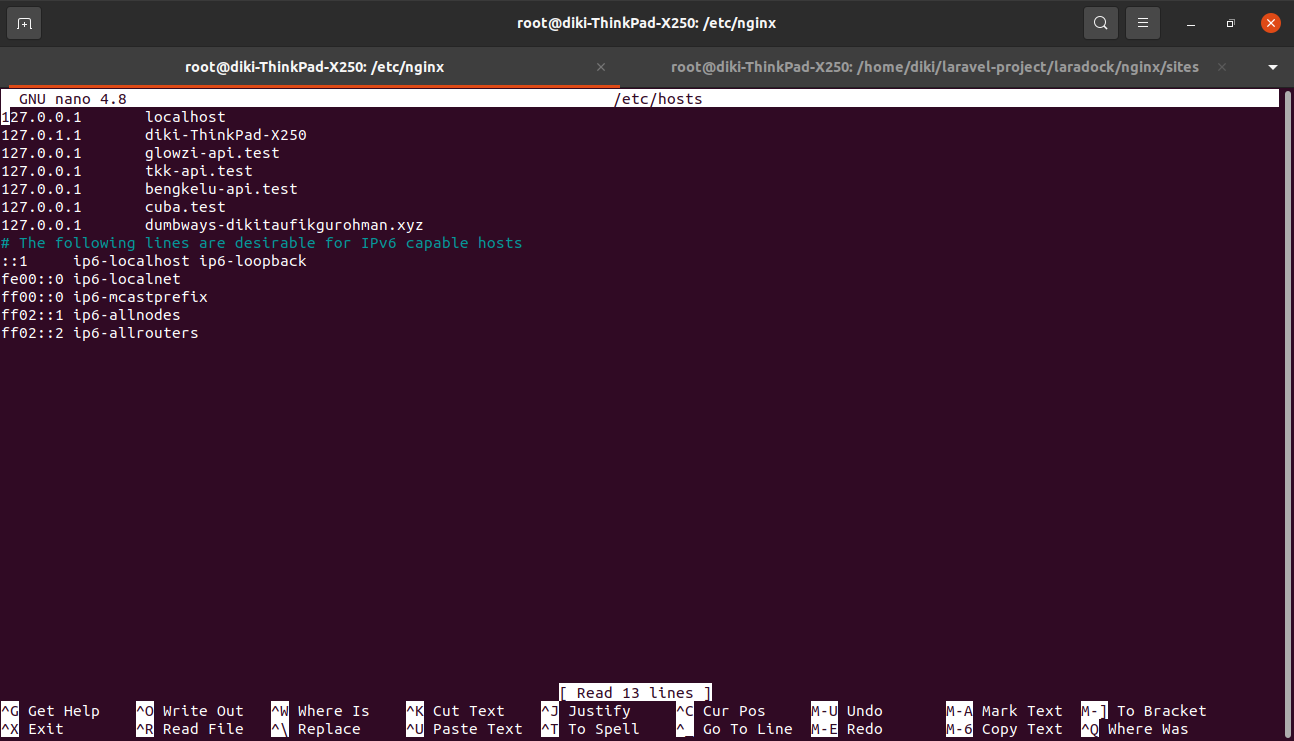 root@diki-ThinkPad-X250: /etc/nginx
root@diki-ThinkPad-X250: /etc/nginx root@diki-ThinkPad-X250: /home/diki/laravel-project/laradock/nginx/sites
GNU nano 4.8 /etc/hosts
127.0.0.1 localhost
127.0.1.1 diki-ThinkPad-X250
127.0.0.1 glowzi-api.test
127.0.0.1 tkk-api.test
127.0.0.1 bengkelu-api.test
127.0.0.1 cuba.test
127.0.0.1 dumbways-dikitaufikgurohman.xyz
# The following lines are desirable for IPv6 capable hosts
::1 ip6-localhost ip6-loopback
fe00::0 ip6-localnet
ff00::0 ip6-mcastprefix
ff02::1 ip6-allnodes
ff02::2 ip6-allrouters
[ Read 13 lines ]
^G Get Help ^O Write Out ^W Where Is ^K Cut Text ^J Justify ^C Cur Pos M-U Undo M-A Mark Text M-] To Bracket
^X Exit ^R Read File ^\ Replace ^U Paste Text ^T To Spell ^_ Go To Line M-E Redo M-6 Copy Text ^Q Where Was